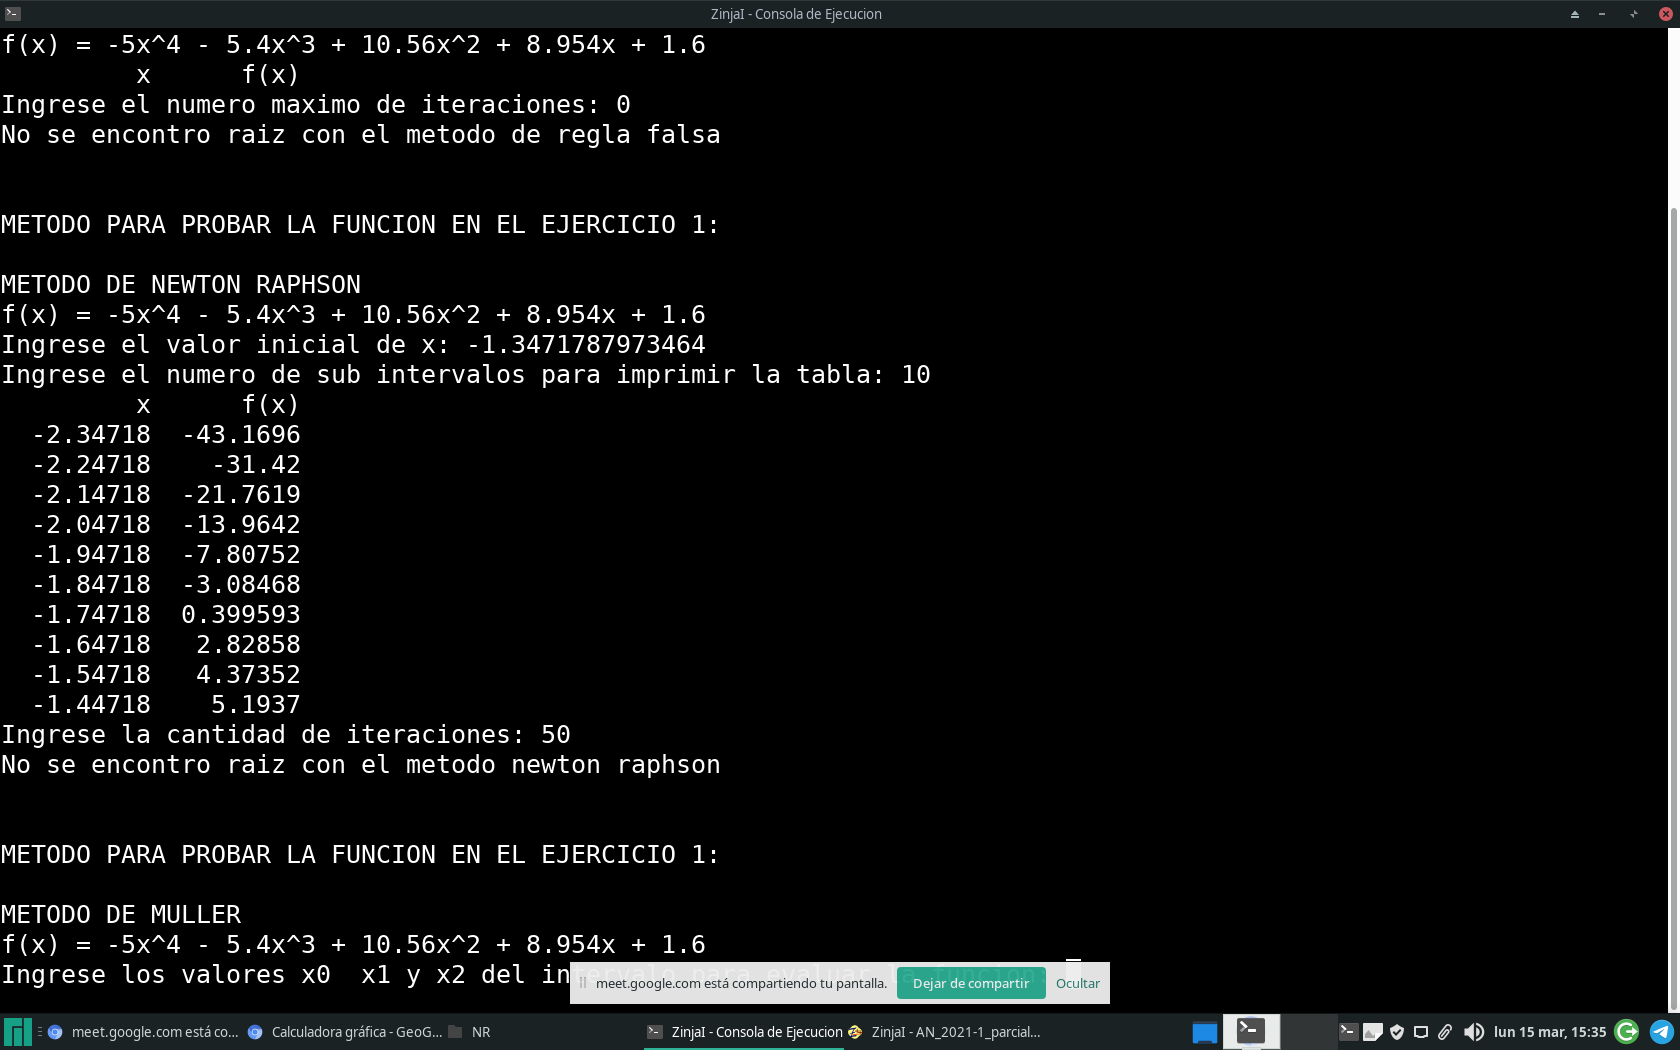 ZinjaI - Consola de Ejecucion
f(x) = -5x^4 - 5.4x^3 + 10.56x^2 + 8.954x + 1.6
x f(x)
Ingrese el numero maximo de iteraciones: 0
No se encontro raiz con el metodo de regla falsa
METODO PARA PROBAR LA FUNCION EN EL EJERCICIO 1:
METODO DE NEWTON RAPHSON
f(x) = -5x^4 - 5.4x^3 + 10.56x^2 + 8.954x + 1.6
Ingrese el valor inicial de x: -1.3471787973464
Ingrese el numero de sub intervalos para imprimir la tabla: 10
x f(x)
-2.34718 -43.1696
-2.24718 -31.42
-2.14718 -21.7619
-2.04718 -13.9642
-1.94718 -7.80752
-1.84718 -3.08468
-1.74718 0.399593
-1.64718 2.82858
-1.54718 4.37352
-1.44718 5.1937
Ingrese la cantidad de iteraciones: 50
No se encontro raiz con el metodo newton raphson
METODO PARA PROBAR LA FUNCION EN EL EJERCICIO 1:
METODO DE MULLER
f(x) = -5x^4 - 5.4x^3 + 10.56x^2 + 8.954x + 1.6
Ingrese los valores x0 x1 y x2 del intervalo para evaluar la funcion:
meet.google.com está compartiendo tu pantalla. Dejar de compartir Ocultar
meet.google.com está co... Calculadora gráfica - GeoG... NR ZinjaI - Consola de Ejecucion ZinjaI - AN_2021-1_parcial... lun 15 mar, 15:35